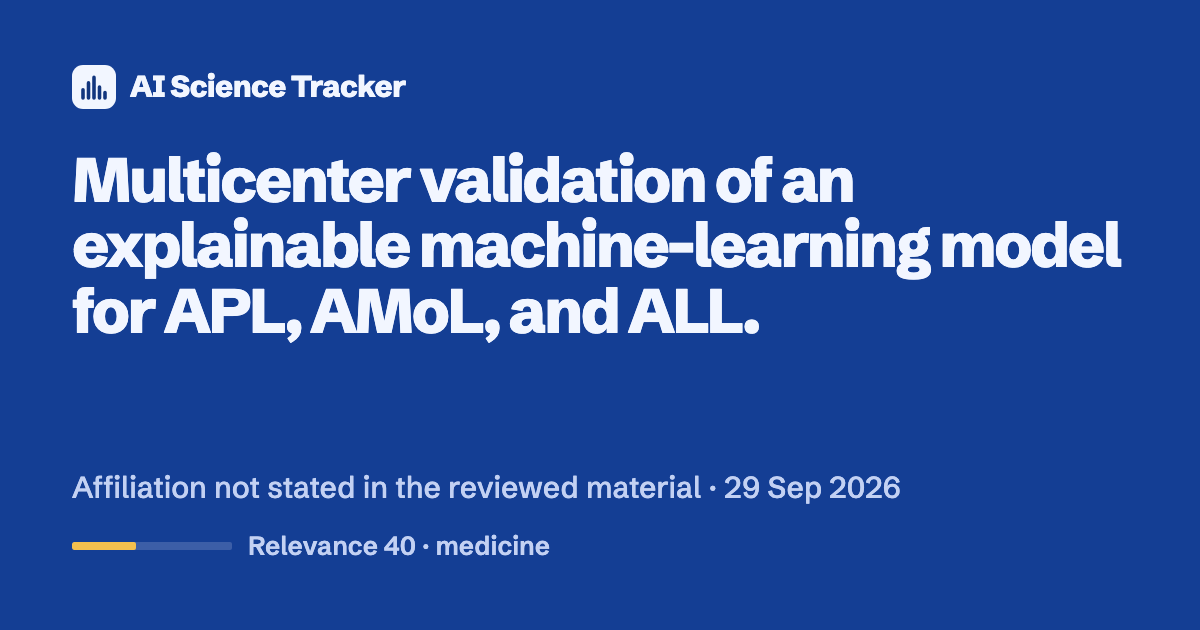 AI Science Tracker
Multicenter validation of an
explainable machine-learning model
for APL, AMoL, and ALL.
Affiliation not stated in the reviewed material · 29 Sep 2026
Relevance 40 · medicine